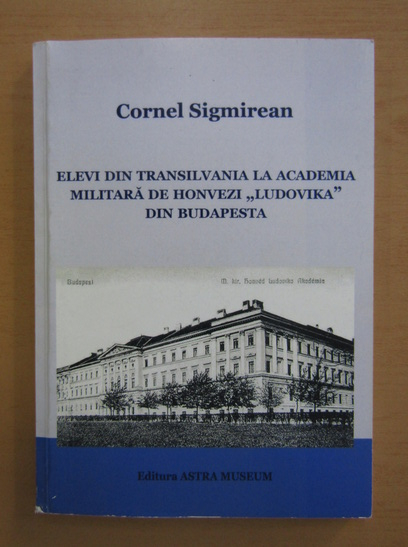 Cornel Sigmirean
ELEVI DIN TRANSILVANIA LA ACADEMIA
MILITARĂ DE HONVEZI „LUDOVIKA”
DIN BUDAPESTA
Budapest
M. kir. Honvéd Ludovika Akadémia
Editura ASTRA MUSEUM